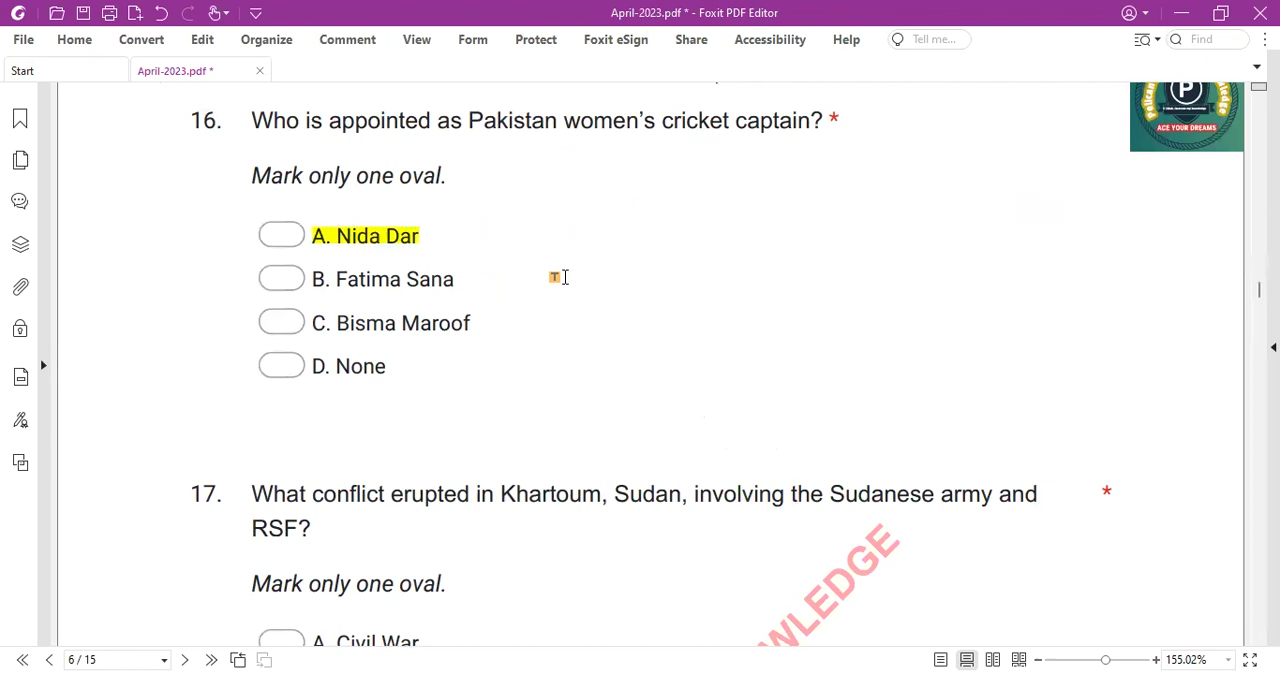 April-2023.pdf * - Foxit PDF Editor
File Home Convert Edit Organize Comment View Form Protect Foxit eSign Share Accessibility Help Tell me... Find
Start April-2023.pdf *
16. Who is appointed as Pakistan women's cricket captain? *
P
ACE YOUR DREAMS
Mark only one oval.
A. Nida Dar
B. Fatima Sana
C. Bisma Maroof
D. None
17. What conflict erupted in Khartoum, Sudan, involving the Sudanese army and *
RSF?
Mark only one oval.
A. Civil War
WLEDGE
6 / 15 155.02%